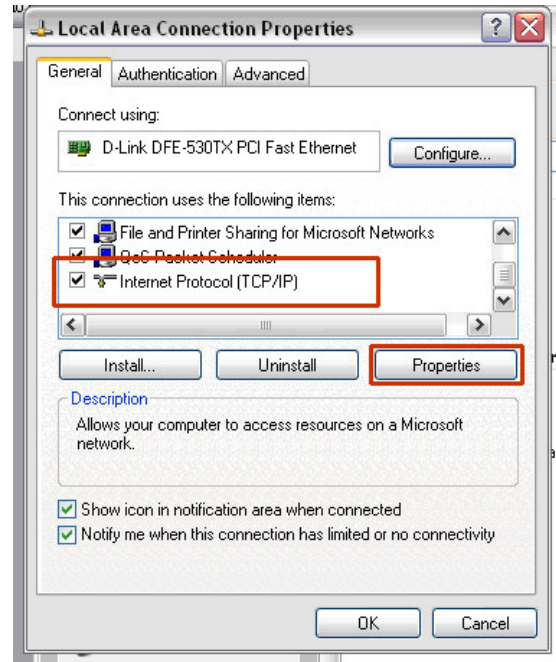 Local Area Connection Properties
General Authentication Advanced
Connect using:
D-Link DFE-530TX PCI Fast Ethernet Configure...
This connection uses the following items:
File and Printer Sharing for Microsoft Networks
QoS Packet Scheduler
Internet Protocol (TCP/IP)
Install... Uninstall Properties
Description
Allows your computer to access resources on a Microsoft
network.
Show icon in notification area when connected
Notify me when this connection has limited or no connectivity
OK Cancel